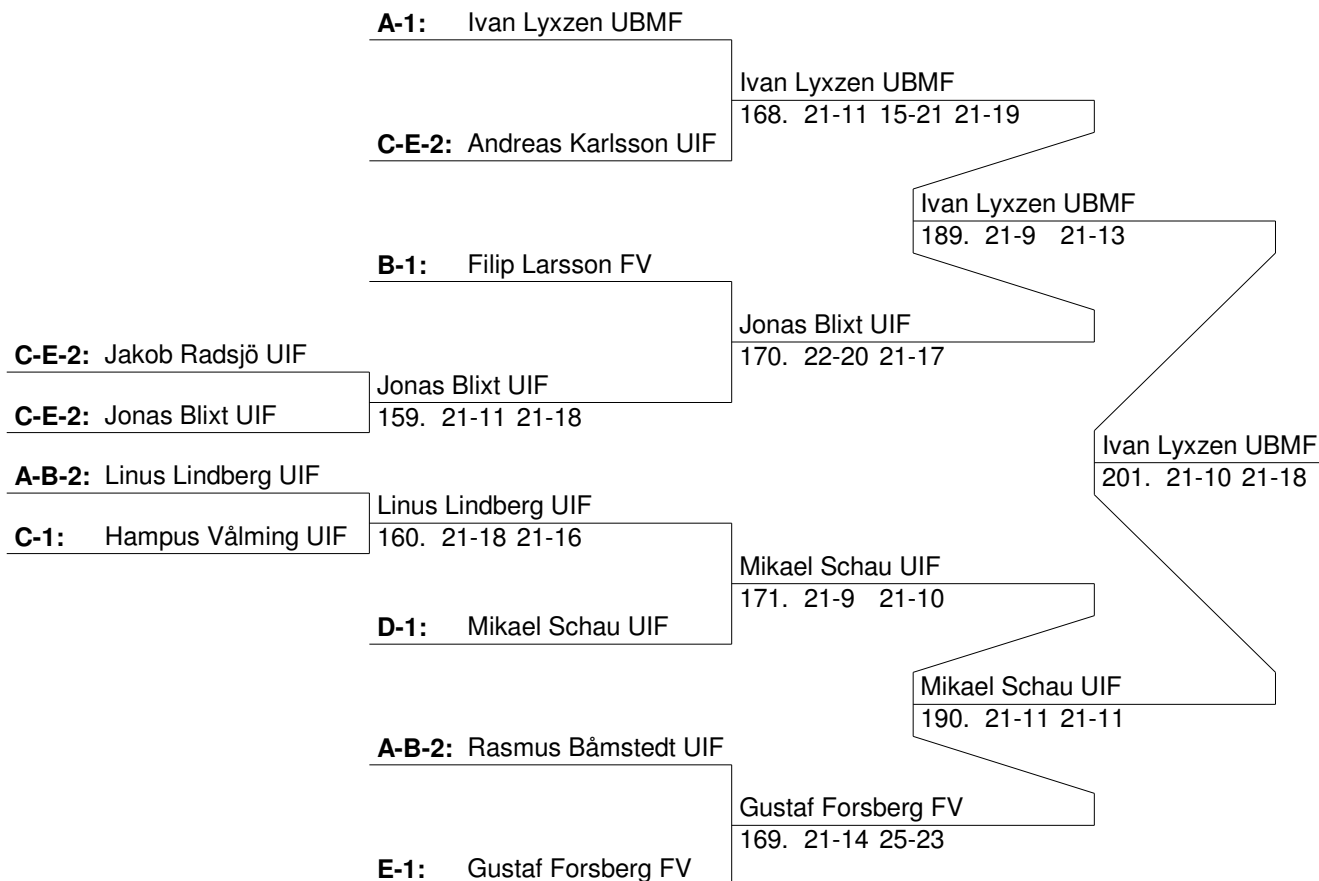 A-1: Ivan Lyxzen UBMF
Ivan Lyxzen UBMF
168. 21-11 15-21 21-19
C-E-2: Andreas Karlsson UIF
Ivan Lyxzen UBMF
189. 21-9 21-13
B-1: Filip Larsson FV
Jonas Blixt UIF
170. 22-20 21-17
C-E-2: Jakob Radsjö UIF
Jonas Blixt UIF
159. 21-11 21-18
C-E-2: Jonas Blixt UIF
Ivan Lyxzen UBMF
201. 21-10 21-18
A-B-2: Linus Lindberg UIF
Linus Lindberg UIF
160. 21-18 21-16
C-1: Hampus Vålming UIF
Mikael Schau UIF
171. 21-9 21-10
D-1: Mikael Schau UIF
Mikael Schau UIF
190. 21-11 21-11
A-B-2: Rasmus Båmstedt UIF
Gustaf Forsberg FV
169. 21-14 25-23
E-1: Gustaf Forsberg FV